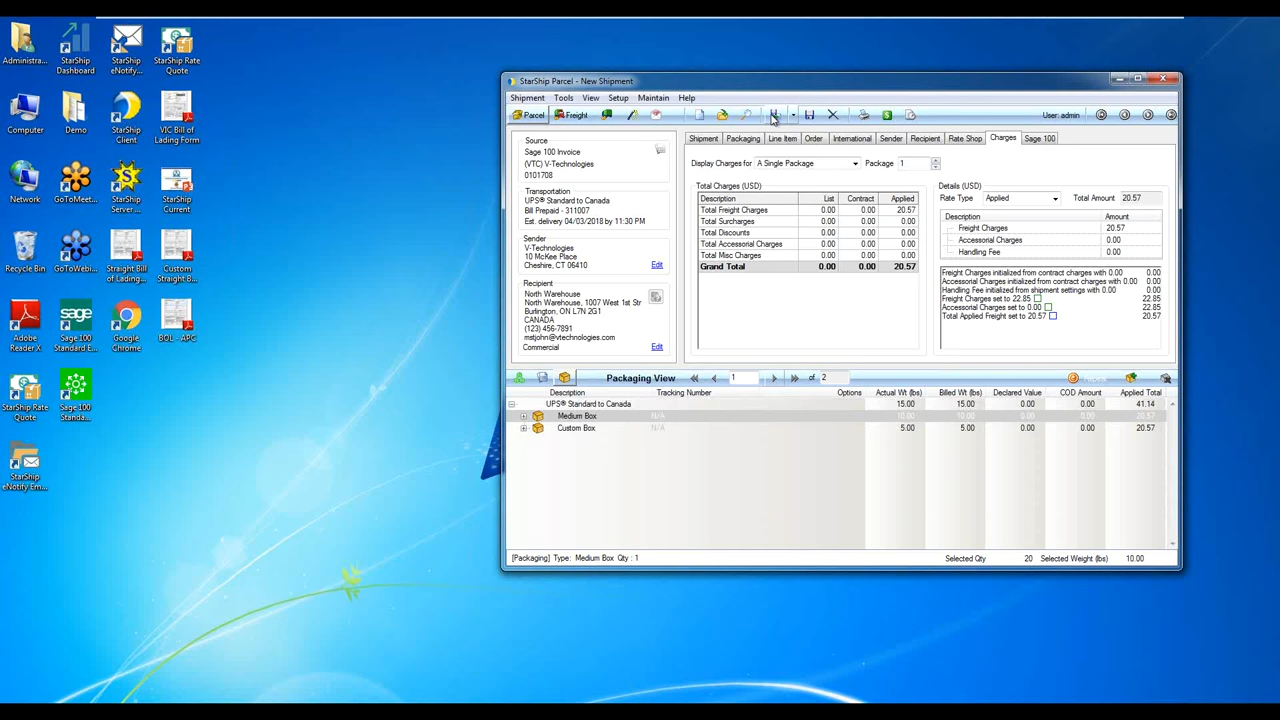 Administra...
StarShip Dashboard
StarShip eNotify...
StarShip Rate Quote
Computer
Demo
StarShip Client
VIC Bill of Lading Form
Network
GoToMeet...
StarShip Server ...
StarShip Current
Recycle Bin
GoToWebi...
Straight Bill of Lading...
Custom Straight B...
Adobe Reader X
Sage 100 Standard E...
Google Chrome
BOL - APC
StarShip Rate Quote
Sage 100 Standa...
StarShip eNotify Em...
StarShip Parcel - New Shipment
Shipment Tools View Setup Maintain Help
Parcel Freight User: admin
Source
Sage 100 Invoice
(VTC) V-Technologies
0101708
Transportation
UPS® Standard to Canada
Bill Prepaid - 311007
Est. delivery 04/03/2018 by 11:30 PM
Sender
V-Technologies
10 McKee Place
Cheshire, CT 06410 Edit
Recipient
North Warehouse
North Warehouse, 1007 West 1st Str
Burlington, ON L7N 2G1
CANADA
(123) 456-7891
mstjohn@vtechnologies.com
Commercial Edit
Shipment Packaging Line Item Order International Sender Recipient Rate Shop Charges Sage 100
Display Charges for A Single Package Package 1
Total Charges (USD)
Description List Contract Applied
Total Freight Charges 0.00 0.00 20.57
Total Surcharges 0.00 0.00 0.00
Total Discounts 0.00 0.00 0.00
Total Accessorial Charges 0.00 0.00 0.00
Total Misc Charges 0.00 0.00 0.00
Grand Total 0.00 0.00 20.57
Details (USD)
Rate Type Applied Total Amount 20.57
Description Amount
Freight Charges 20.57
Accessorial Charges 0.00
Handling Fee 0.00
Freight Charges initialized from contract charges with 0.00 0.00
Accessorial Charges initialized from contract charges with 0.00 0.00
Handling Fee initialized from shipment settings with 0.00 0.00
Freight Charges set to 22.85 22.85
Accessorial Charges set to 0.00 22.85
Total Applied Freight set to 20.57 20.57
Packaging View 1 of 2 Repeat
Description Tracking Number Options Actual Wt (lbs) Billed Wt (lbs) Declared Value COD Amount Applied Total
UPS® Standard to Canada 15.00 15.00 0.00 0.00 41.14
Medium Box N/A 10.00 10.00 0.00 0.00 20.57
Custom Box N/A 5.00 5.00 0.00 0.00 20.57
[Packaging] Type: Medium Box Qty : 1 Selected Qty 20 Selected Weight (lbs) 10.00